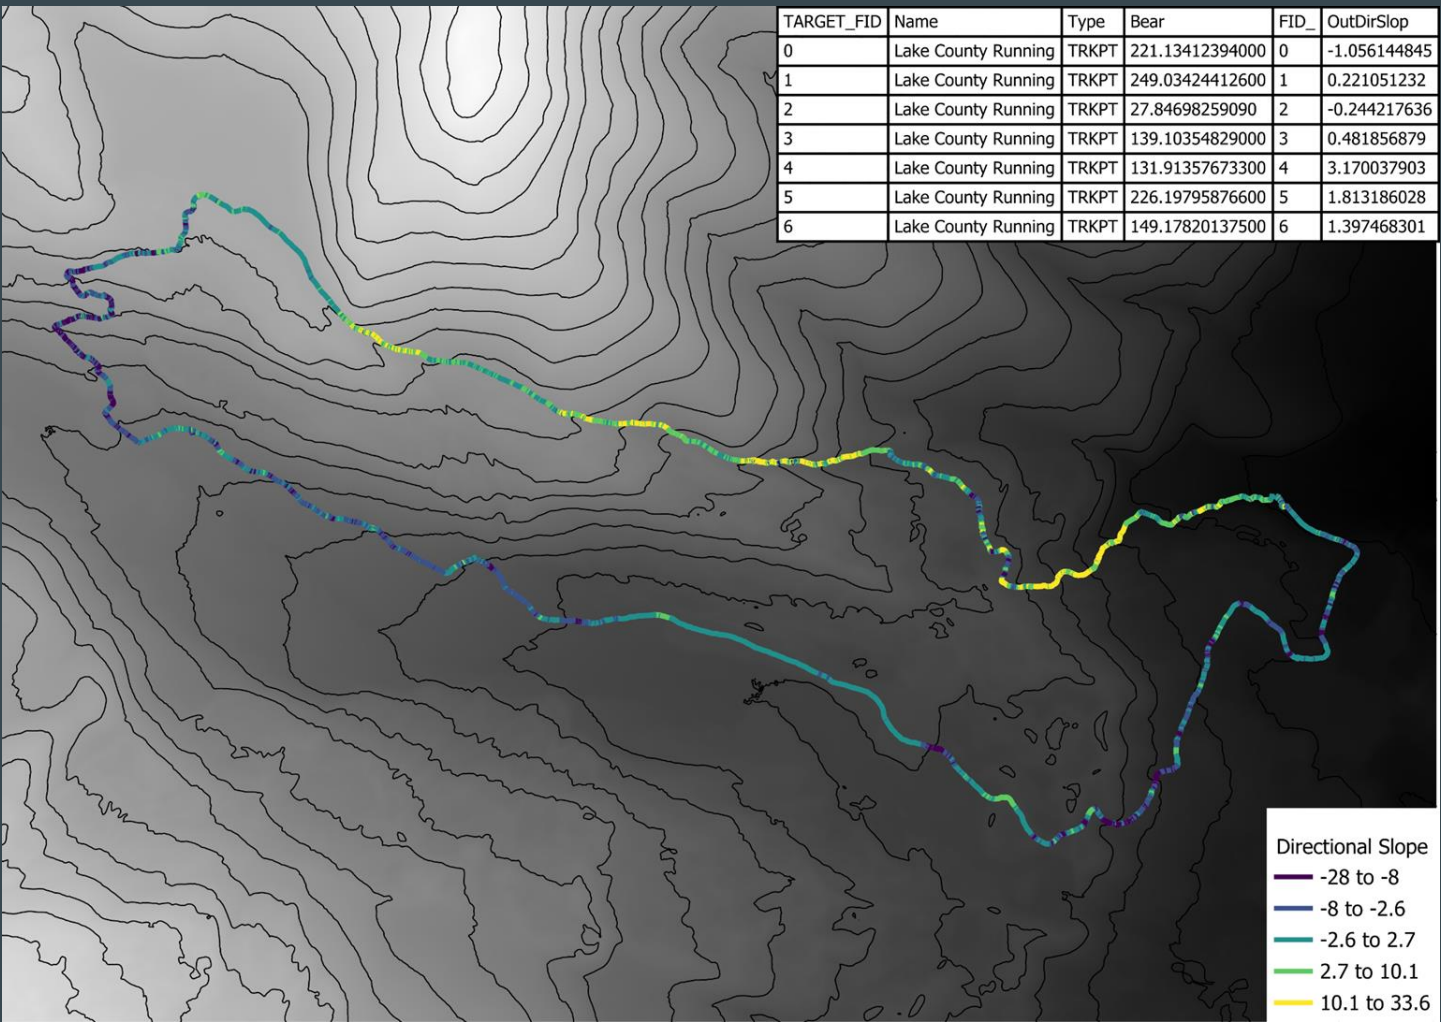 TARGET_FID Name Type Bear FID_ OutDirSlop
0 Lake County Running TRKPT 221.13412394000 0 -1.056144845
1 Lake County Running TRKPT 249.03424412600 1 0.221051232
2 Lake County Running TRKPT 27.84698259090 2 -0.244217636
3 Lake County Running TRKPT 139.10354829000 3 0.481856879
4 Lake County Running TRKPT 131.91357673300 4 3.170037903
5 Lake County Running TRKPT 226.19795876600 5 1.813186028
6 Lake County Running TRKPT 149.17820137500 6 1.397468301
Directional Slope
-28 to -8
-8 to -2.6
-2.6 to 2.7
2.7 to 10.1
10.1 to 33.6